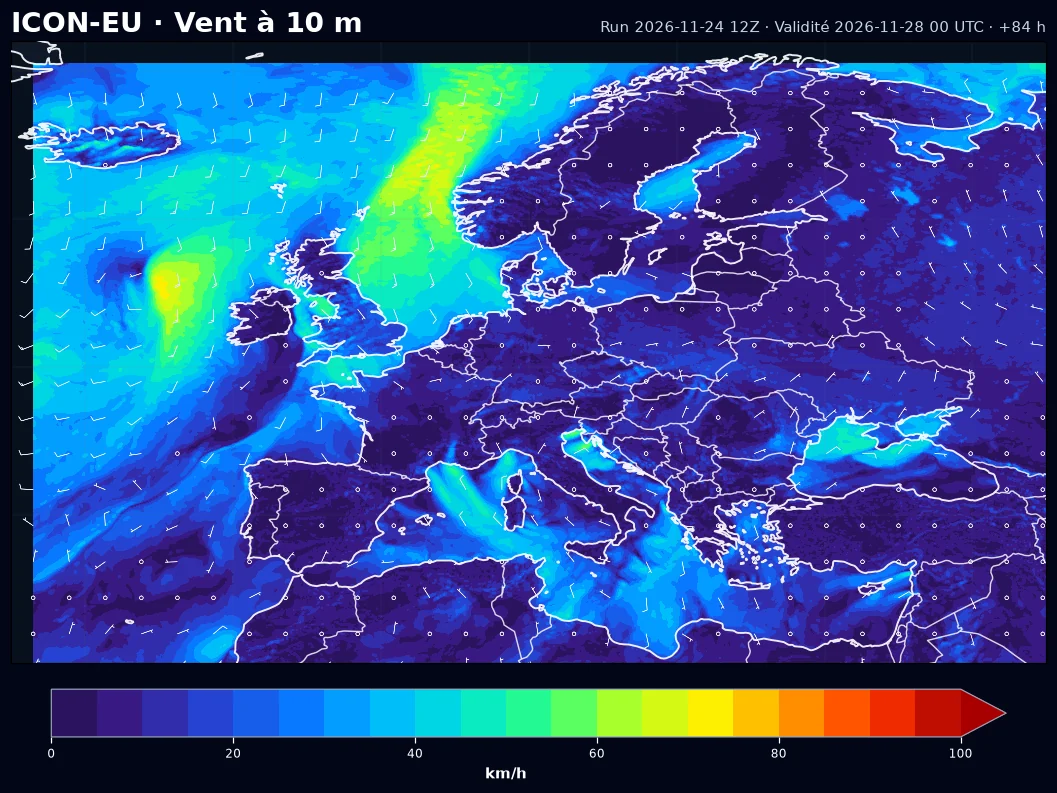 ICON-EU · Vent à 10 m
Run 2026-11-24 12Z · Validité 2026-11-28 00 UTC · +84 h
0 20 40 60 80 100
km/h